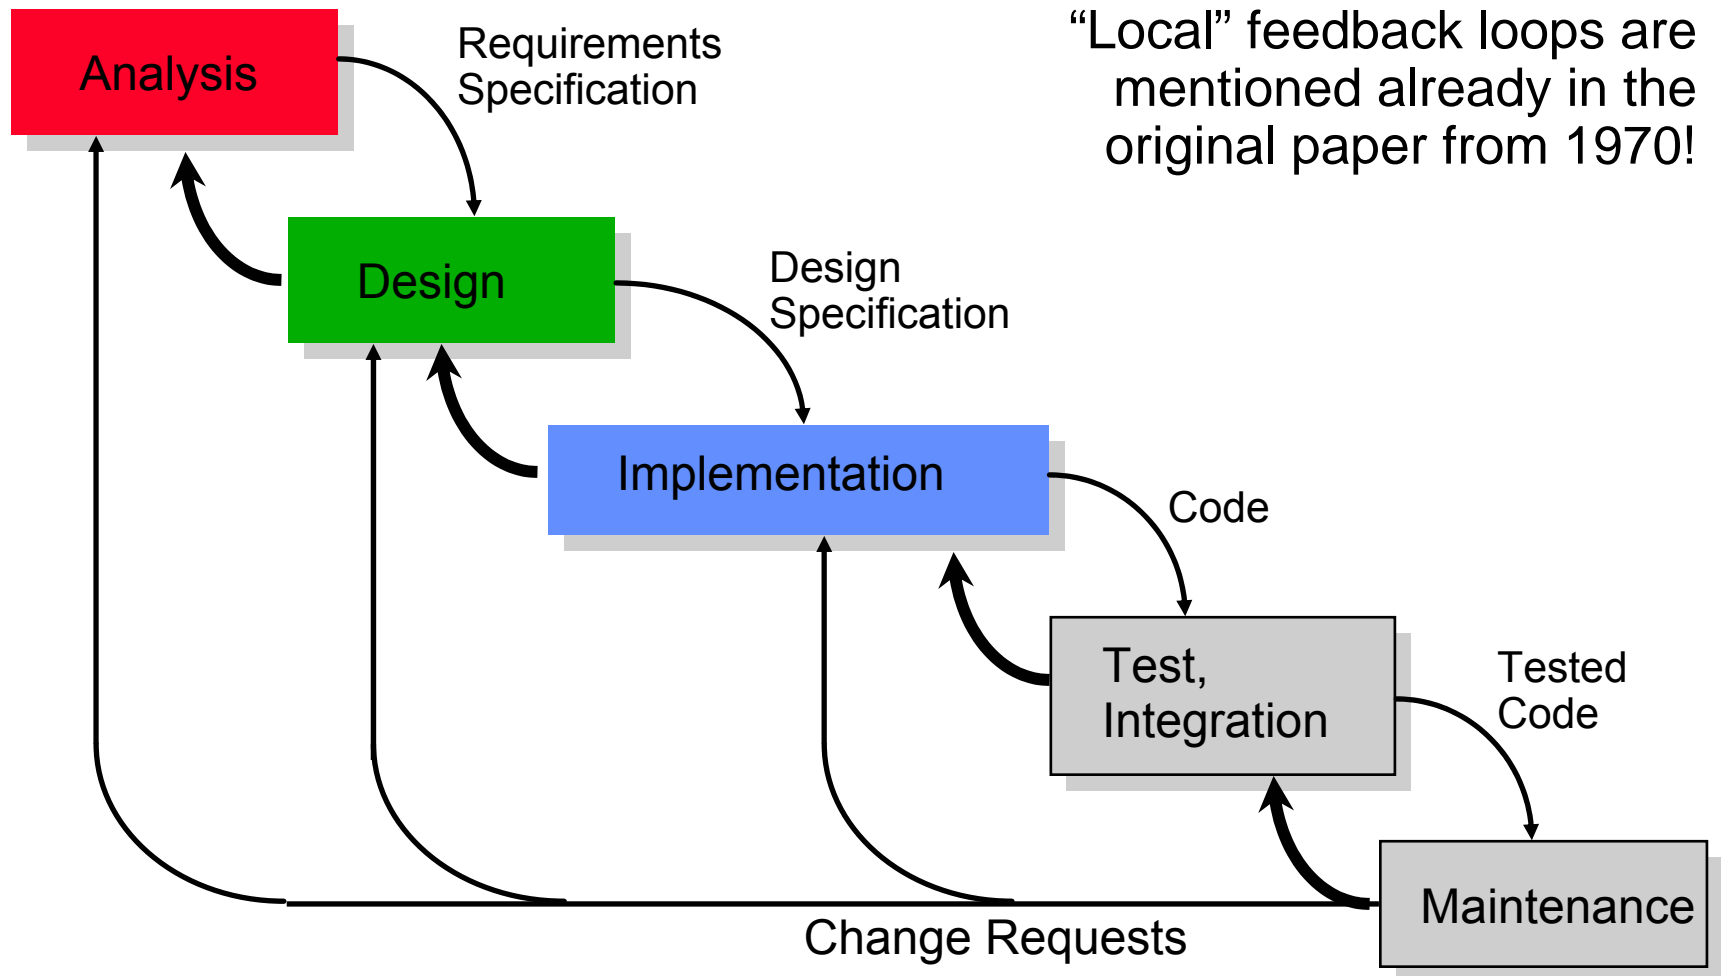 “Local” feedback loops are
mentioned already in the
original paper from 1970!
Analysis
Requirements
Specification
Design
Design
Specification
Implementation
Code
Test,
Integration
Tested
Code
Maintenance
Change Requests